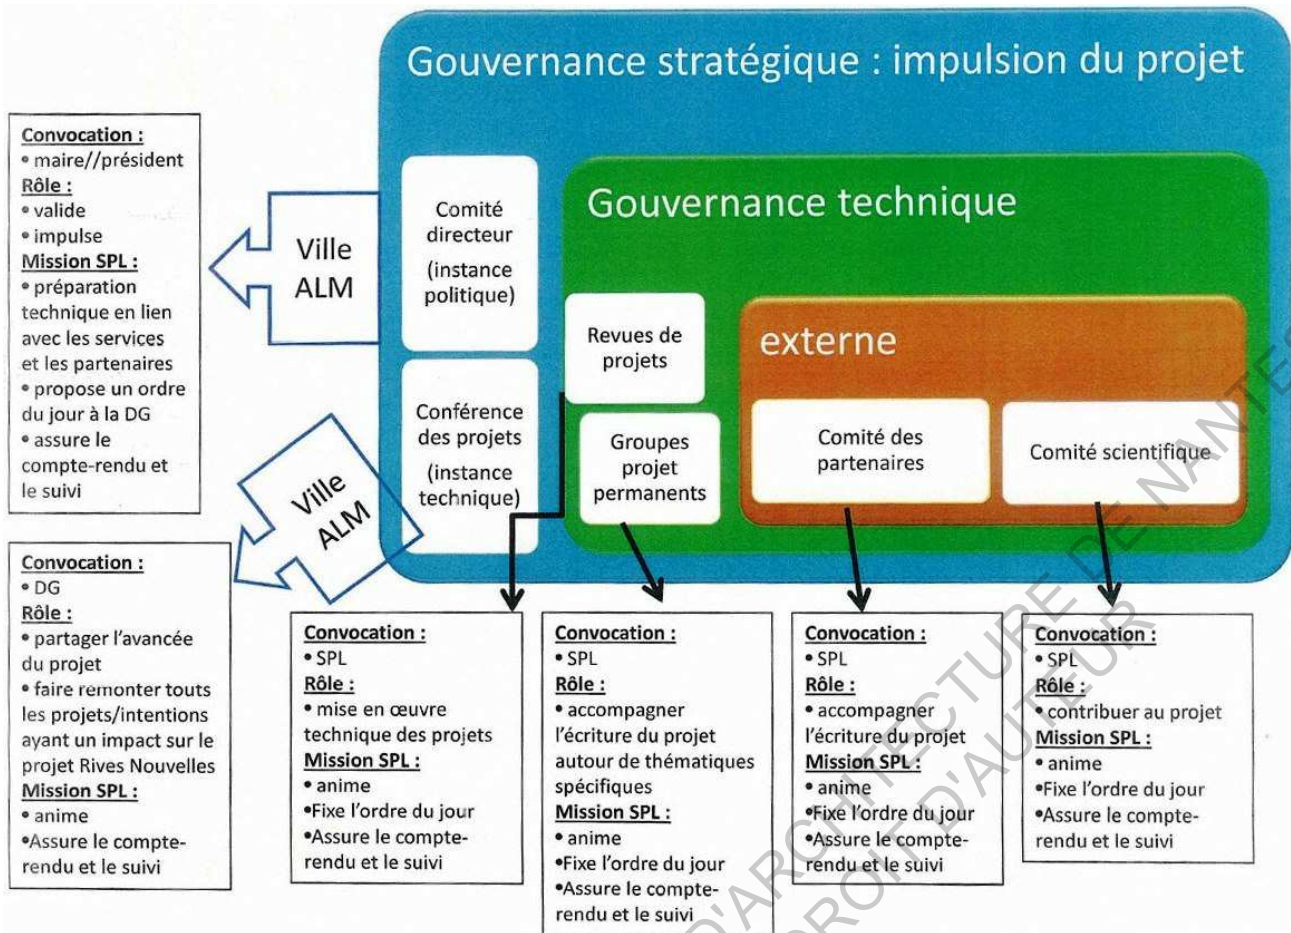 Gouvernance stratégique : impulsion du projet
Gouvernance technique
externe
Comité
directeur
(instance
politique)
Conférence
des projets
(instance
technique)
Revues de
projets
Groupes
projet
permanents
Comité des
partenaires
Comité scientifique
Ville
ALM
Ville
ALM
Convocation :
• maire//président
Rôle :
• valide
• impulse
Mission SPL :
• préparation
technique en lien
avec les services
et les partenaires
• propose un ordre
du jour à la DG
• assure le
compte-rendu et
le suivi
Convocation :
• DG
Rôle :
• partager l'avancée
du projet
• faire remonter touts
les projets/intentions
ayant un impact sur le
projet Rives Nouvelles
Mission SPL :
• anime
•Assure le compte-
rendu et le suivi
Convocation :
• SPL
Rôle :
• mise en œuvre
technique des projets
Mission SPL :
• anime
•Fixe l'ordre du jour
•Assure le compte-
rendu et le suivi
Convocation :
• SPL
Rôle :
• accompagner
l'écriture du projet
autour de thématiques
spécifiques
Mission SPL :
• anime
•Fixe l'ordre du jour
•Assure le compte-
rendu et le suivi
Convocation :
• SPL
Rôle :
• accompagner
l'écriture du projet
Mission SPL :
• anime
•Fixe l'ordre du jour
•Assure le compte-
rendu et le suivi
Convocation :
• SPL
Rôle :
• contribuer au projet
Mission SPL :
• anime
•Fixe l'ordre du jour
•Assure le compte-
rendu et le suivi
D'ARCHITECTURE DE NANTES
DROIT D'AUTEUR